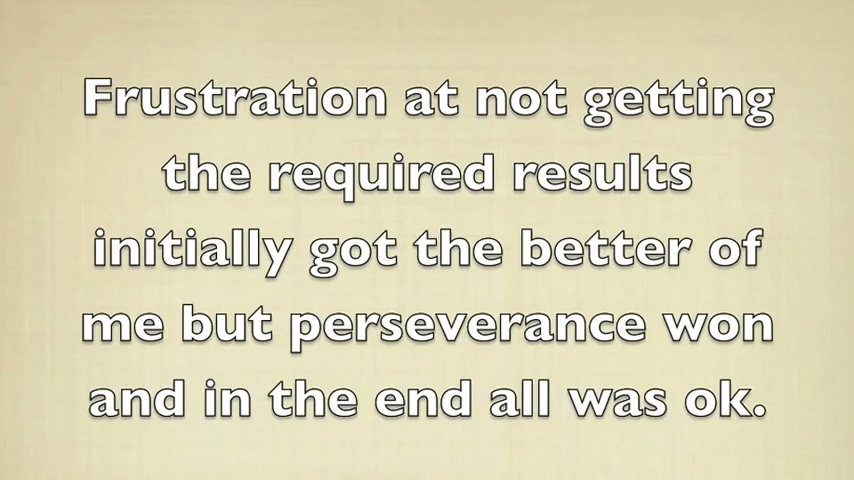 Frustration at not getting
the required results
initially got the better of
me but perseverance won
and in the end all was ok.